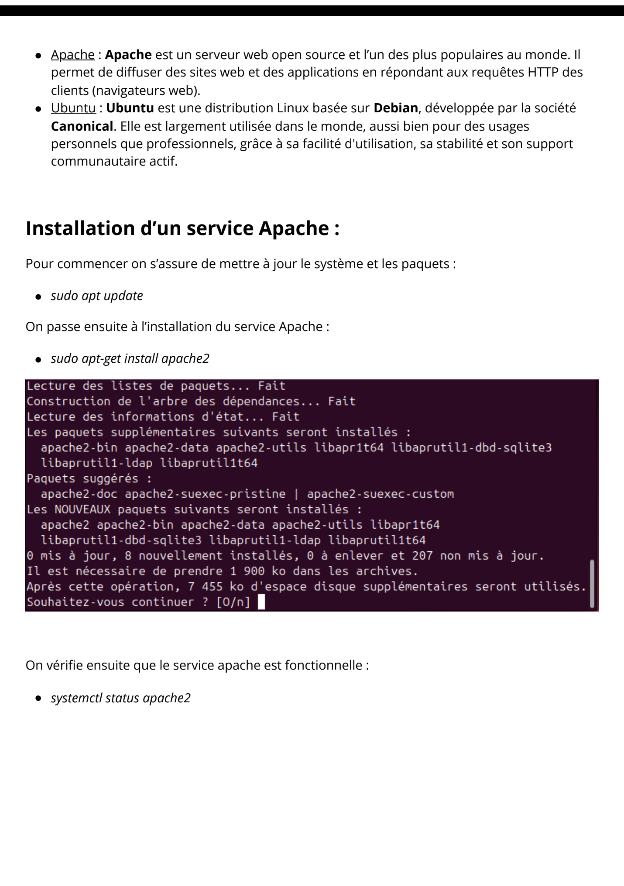 ● Apache : Apache est un serveur web open source et l’un des plus populaires au monde. Il
permet de diffuser des sites web et des applications en répondant aux requêtes HTTP des
clients (navigateurs web).
● Ubuntu : Ubuntu est une distribution Linux basée sur Debian, développée par la société
Canonical. Elle est largement utilisée dans le monde, aussi bien pour des usages
personnels que professionnels, grâce à sa facilité d'utilisation, sa stabilité et son support
communautaire actif.
Installation d’un service Apache :
Pour commencer on s’assure de mettre à jour le système et les paquets :
● sudo apt update
On passe ensuite à l’installation du service Apache :
● sudo apt-get install apache2
Lecture des listes de paquets... Fait
Construction de l'arbre des dépendances... Fait
Lecture des informations d'état... Fait
Les paquets supplémentaires suivants seront installés :
apache2-bin apache2-data apache2-utils libapr1t64 libaprutil1-dbd-sqlite3
libaprutil1-ldap libaprutil1t64
Paquets suggérés :
apache2-doc apache2-suexec-pristine | apache2-suexec-custom
Les NOUVEAUX paquets suivants seront installés :
apache2 apache2-bin apache2-data apache2-utils libapr1t64
libaprutil1-dbd-sqlite3 libaprutil1-ldap libaprutil1t64
0 mis à jour, 8 nouvellement installés, 0 à enlever et 207 non mis à jour.
Il est nécessaire de prendre 1 900 ko dans les archives.
Après cette opération, 7 455 ko d'espace disque supplémentaires seront utilisés.
Souhaitez-vous continuer ? [O/n]
On vérifie ensuite que le service apache est fonctionnelle :
● systemctl status apache2